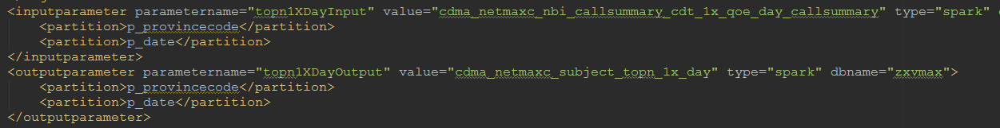 <inputparameter parametername="topn1XDayInput" value="cdma_netmaxc_nbi_callsummary_cdt_1x_qoe_day_callsummary" type="spark"
<partition>p_provincecode</partition>
<partition>p_date</partition>
</inputparameter>
<outputparameter parametername="topn1XDayOutput" value="cdma_netmaxc_subject_topn_1x_day" type="spark" dbname="zxvmax">
<partition>p_provincecode</partition>
<partition>p_date</partition>
</outputparameter>